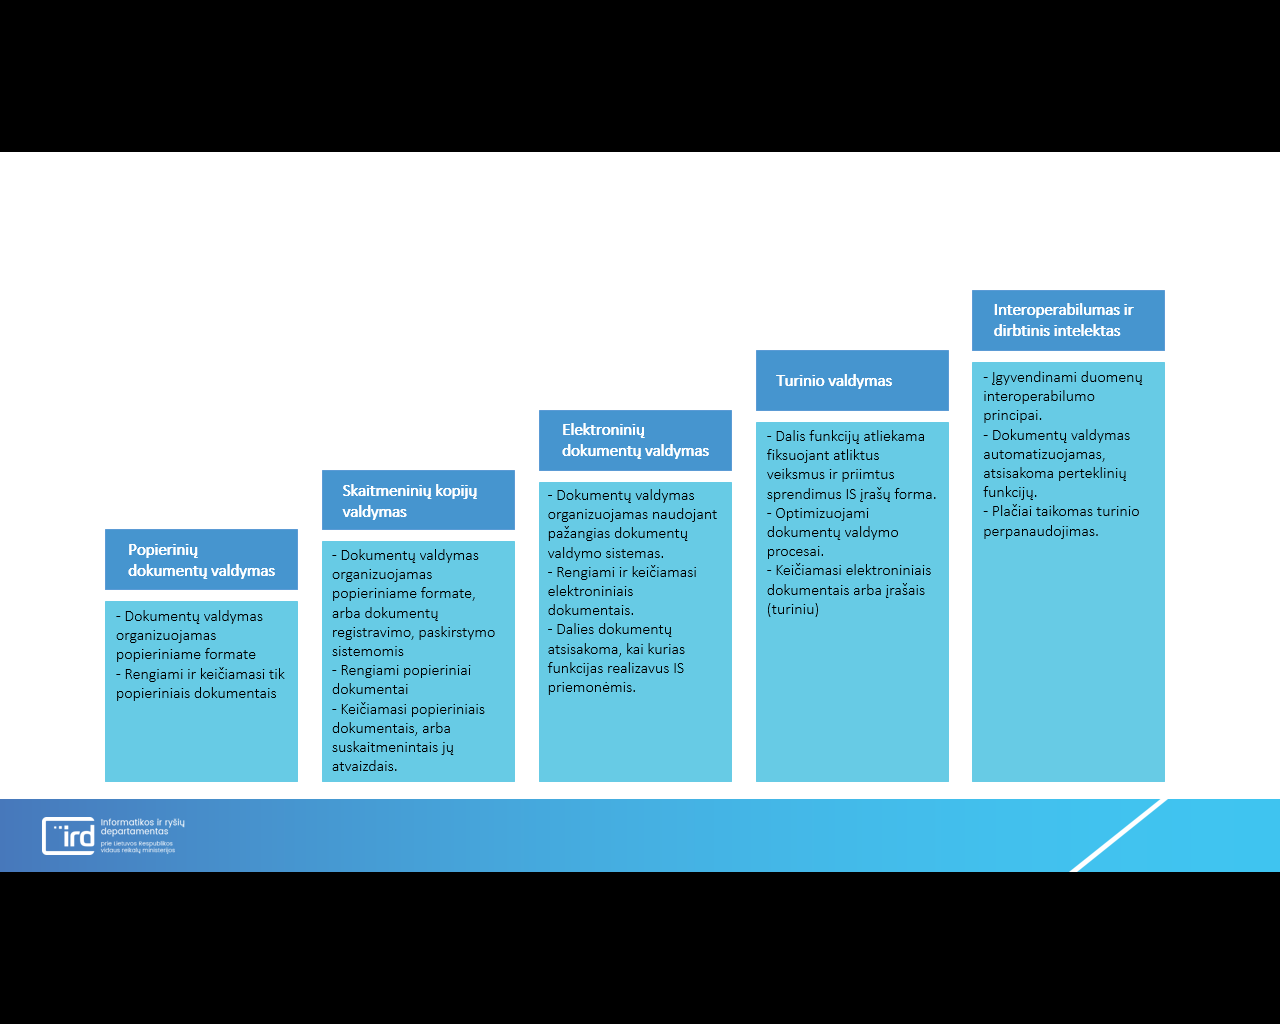 Popierinių
dokumentų valdymas
- Dokumentų valdymas
organizuojamas
popieriniame formate
- Rengiami ir keičiamasi tik
popieriniais dokumentais
Skaitmeninių kopijų
valdymas
- Dokumentų valdymas
organizuojamas
popieriniame formate,
arba dokumentų
registravimo, paskirstymo
sistemomis
- Rengiami popieriniai
dokumentai
- Keičiamasi popieriniais
dokumentais, arba
suskaitmenintais jų
atvaizdais.
Elektroninių
dokumentų valdymas
- Dokumentų valdymas
organizuojamas naudojant
pažangias dokumentų
valdymo sistemas.
- Rengiami ir keičiamasi
elektroniniais
dokumentais.
- Dalies dokumentų
atsisakoma, kai kurias
funkcijas realizavus IS
priemonėmis.
Turinio valdymas
- Dalis funkcijų atliekama
fiksuojant atliktus
veiksmus ir priimtus
sprendimus IS įrašų forma.
- Optimizuojami
dokumentų valdymo
procesai.
- Keičiamasi elektroniniais
dokumentais arba įrašais
(turiniu)
Interoperabilumas ir
dirbtinis intelektas
- Įgyvendinami duomenų
interoperabilumo
principai.
- Dokumentų valdymas
automatizuojamas,
atsisakoma perteklinių
funkcijų.
- Plačiai taikomas turinio
perpanaudojimas.
ird
Informatikos ir ryšių
departamentas
prie Lietuvos Respublikos
vidaus reikalų ministerijos